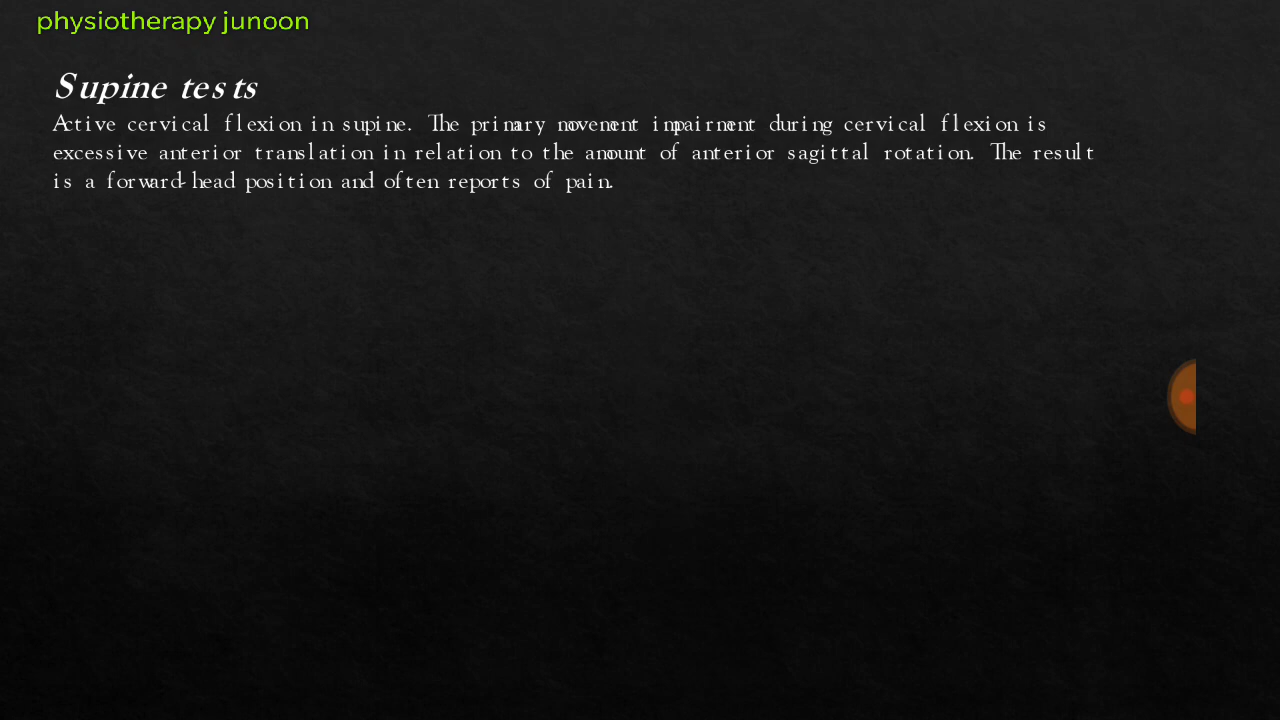 physiotherapy junoon
Supine tests
Active cervical flexion in supine. The primary movement impairment during cervical flexion is
excessive anterior translation in relation to the amount of anterior sagittal rotation. The result
is a forward-head position and often reports of pain.